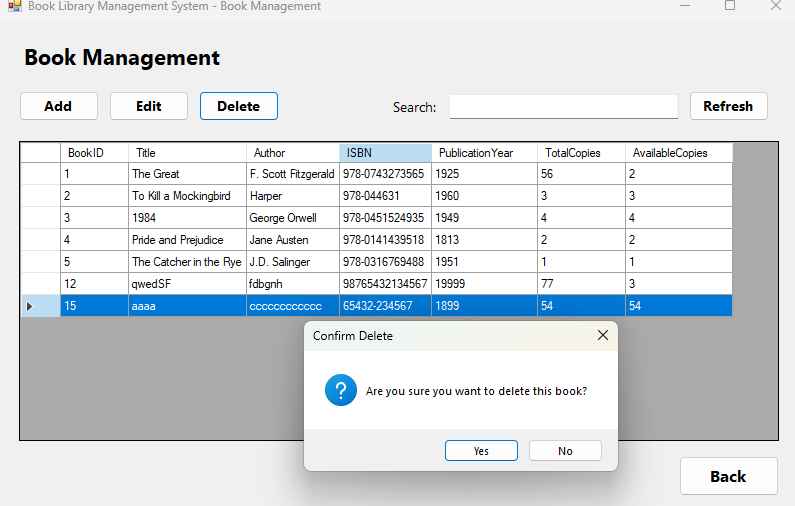 Book Library Management System - Book Management
Book Management
Add Edit Delete Search: Refresh
BookID Title Author ISBN PublicationYear TotalCopies AvailableCopies
1 The Great F. Scott Fitzgerald 978-0743273565 1925 56 2
2 To Kill a Mockingbird Harper 978-044631 1960 3 3
3 1984 George Orwell 978-0451524935 1949 4 4
4 Pride and Prejudice Jane Austen 978-0141439518 1813 2 2
5 The Catcher in the Rye J.D. Salinger 978-0316769488 1951 1 1
12 qwedSF fdbgnh 98765432134567 19999 77 3
15 aaaa cccccccccccc 65432-234567 1899 54 54
Confirm Delete
?
Are you sure you want to delete this book?
Yes No
Back